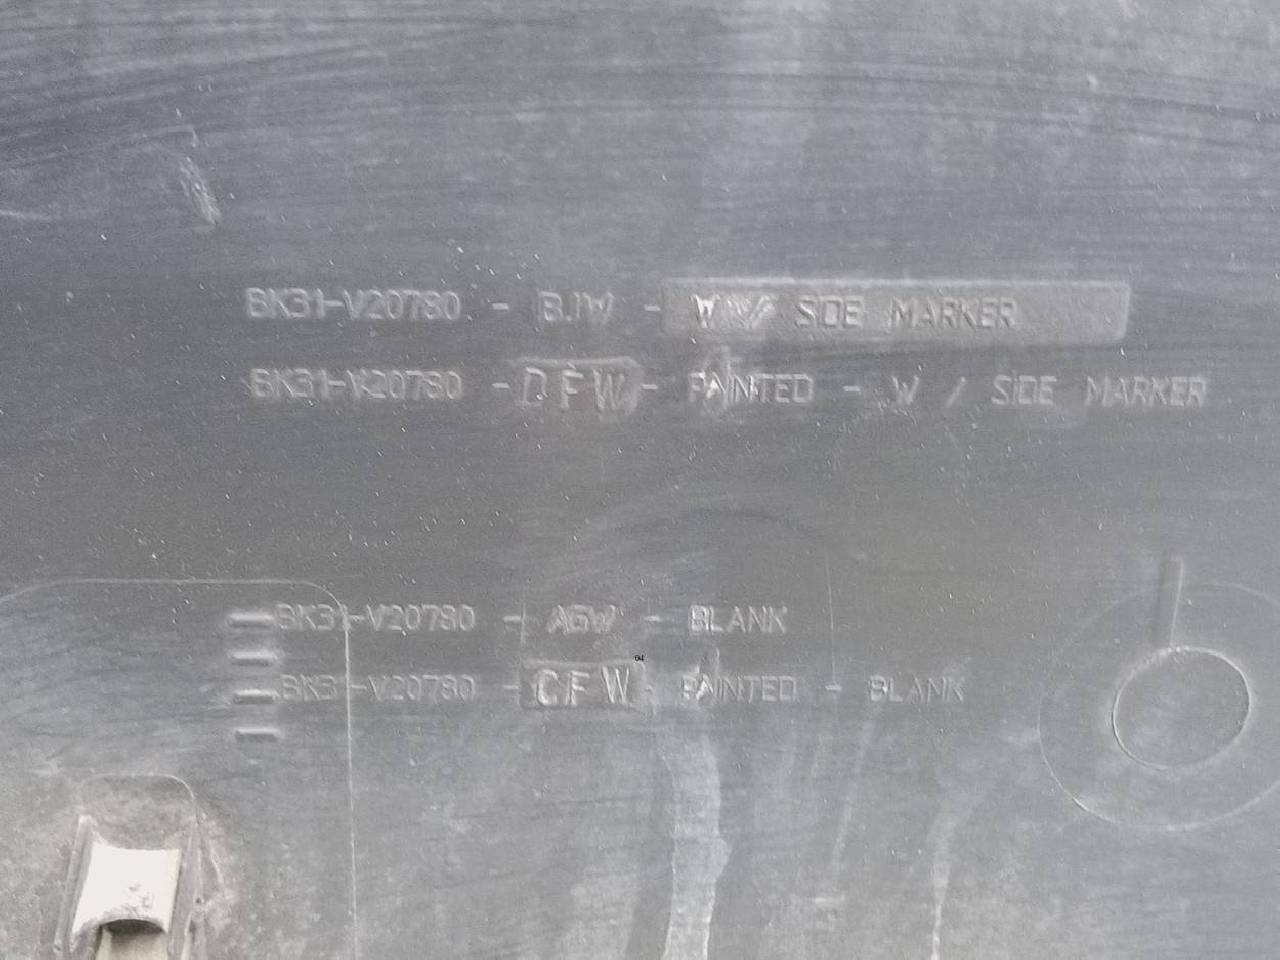 BK31-V20780 - BJW - W / SIDE MARKER
BK31-V20780 - DFW - PAINTED - W / SIDE MARKER
BK31-V20780 - AGW - BLANK
BK31-V20780 - CFW - PAINTED - BLANK